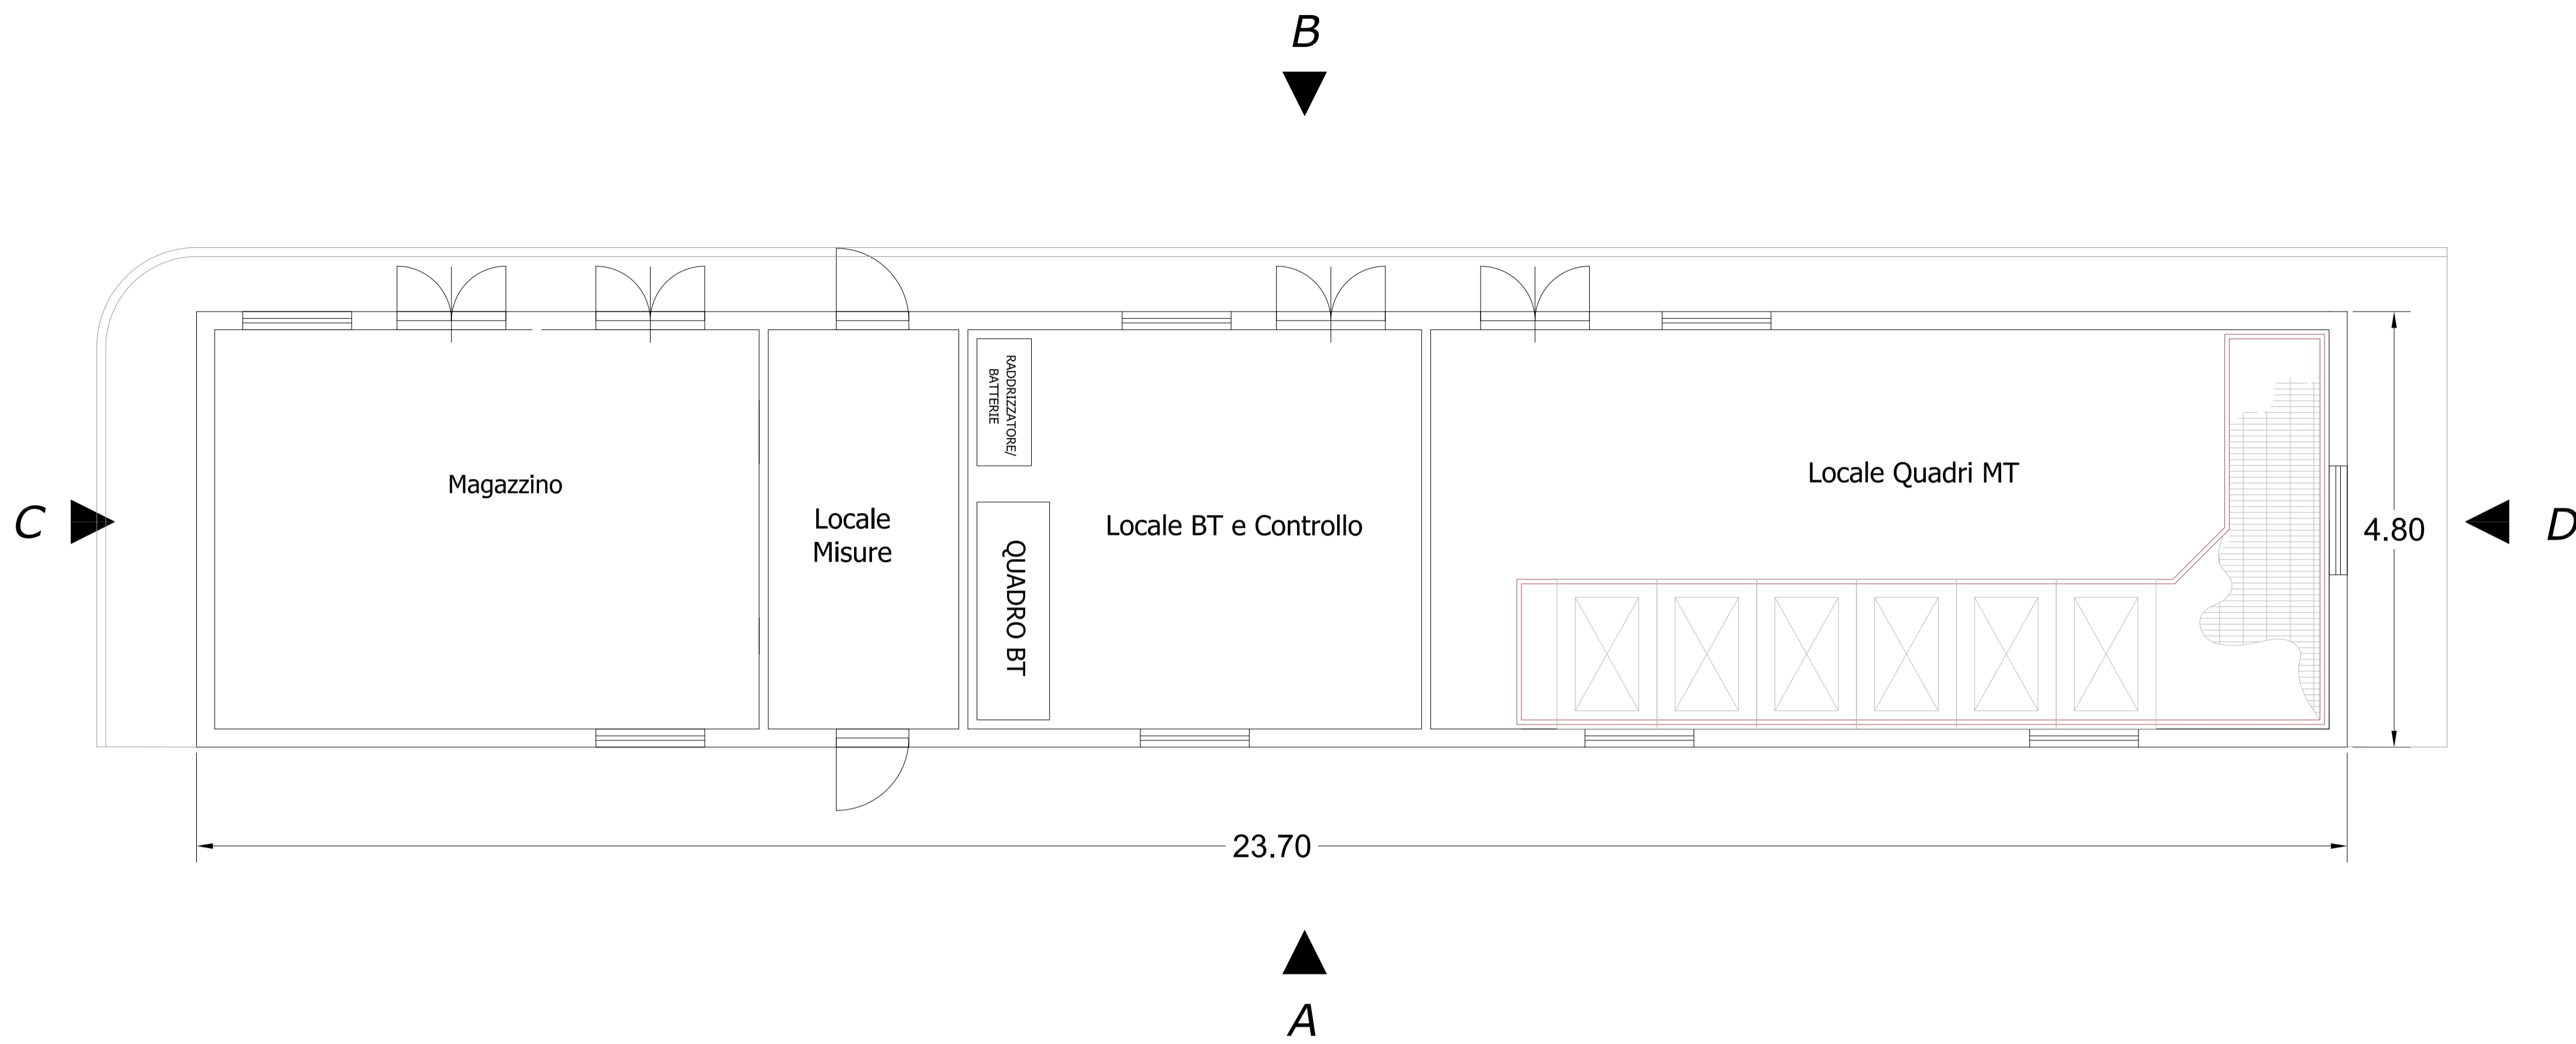 B
RADDRIZZATORE/
BATTERIE
Magazzino
Locale Quadri MT
Locale
Misure
Locale BT e Controllo
QUADRO BT
C
4.80
D
23.70
A